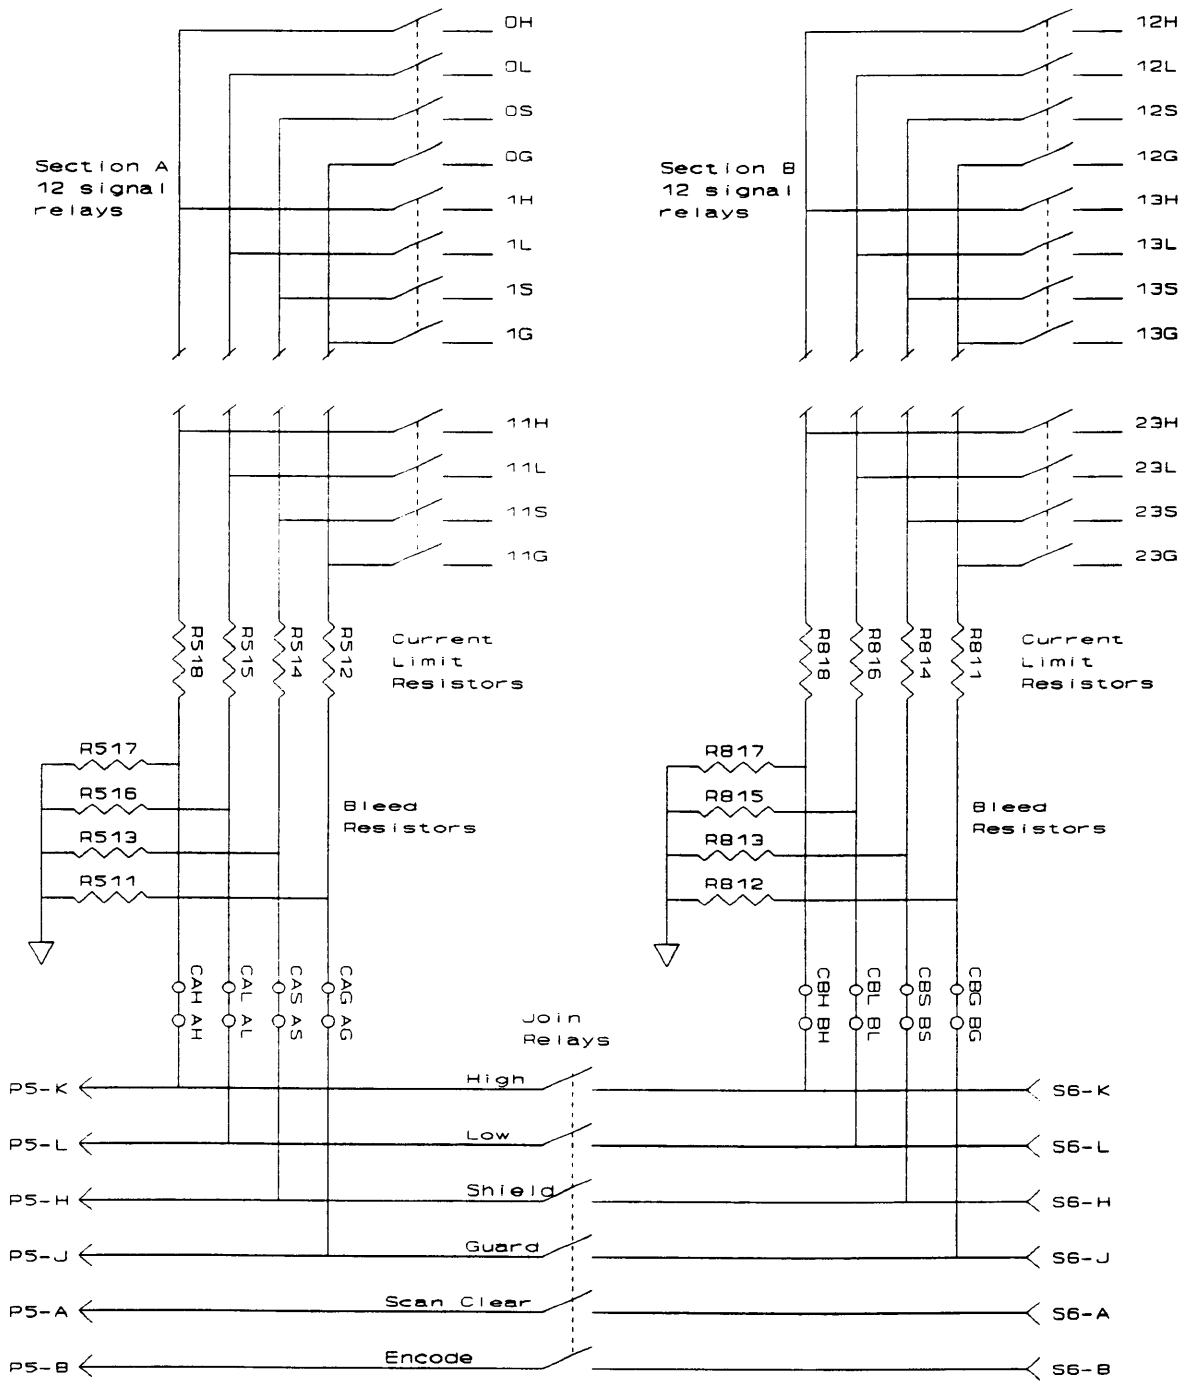 0H
12H
0L
12L
0S
12S
0G
12G
Section A
12 signal
relays
Section B
12 signal
relays
1H
13H
1L
13L
1S
13S
1G
13G
11H
23H
11L
23L
11S
23S
11G
23G
R518
R515
R514
R512
Current
Limit
Resistors
R818
R816
R814
R811
Current
Limit
Resistors
R517
R516
R513
R511
Bleed
Resistors
R817
R815
R813
R812
Bleed
Resistors
CAH AH
CAL AL
CAS AS
CAG AG
Join
Relays
CBH BH
CBL BL
CBS BS
CBG BG
P5-K
High
S6-K
P5-L
Low
S6-L
P5-H
Shield
S6-H
P5-J
Guard
S6-J
P5-A
Scan Clear
S6-A
P5-B
Encode
S6-B